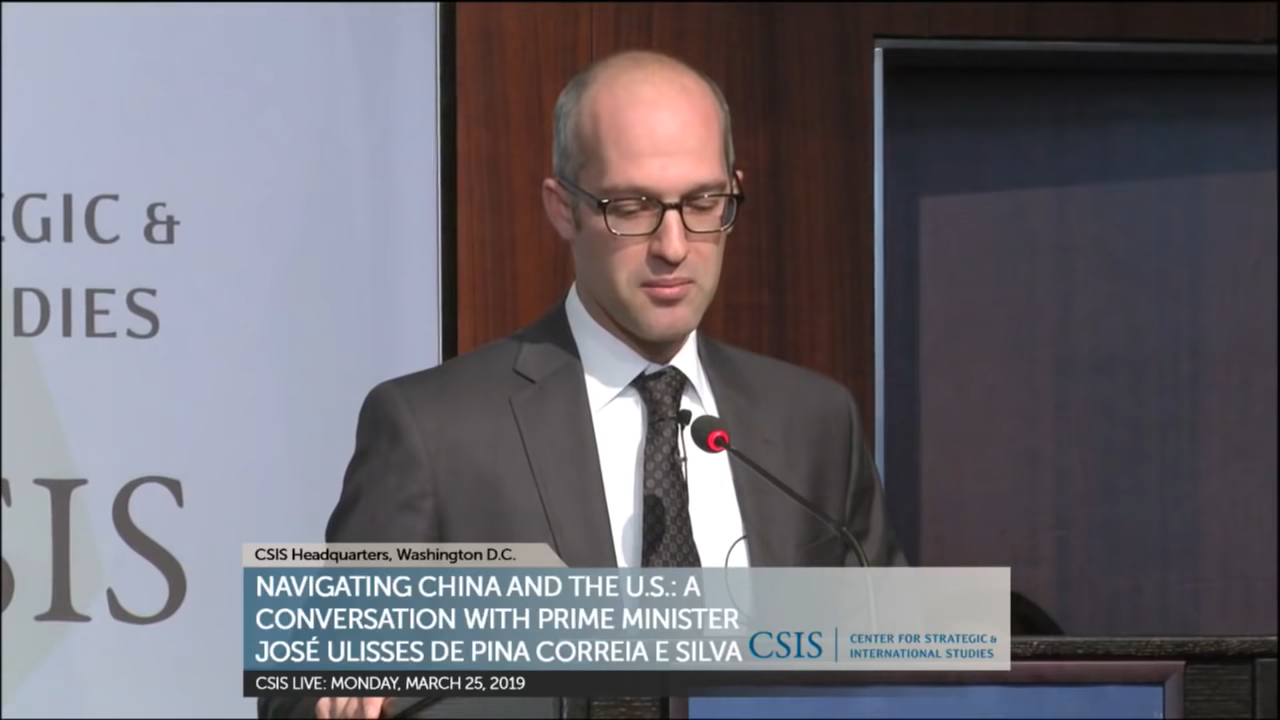 EGIC &
DIES
SIS
CSIS Headquarters, Washington D.C.
NAVIGATING CHINA AND THE U.S.: A
CONVERSATION WITH PRIME MINISTER
JOSÉ ULISSES DE PINA CORREIA E SILVA
CSIS
CENTER FOR STRATEGIC &
INTERNATIONAL STUDIES
CSIS LIVE: MONDAY, MARCH 25, 2019